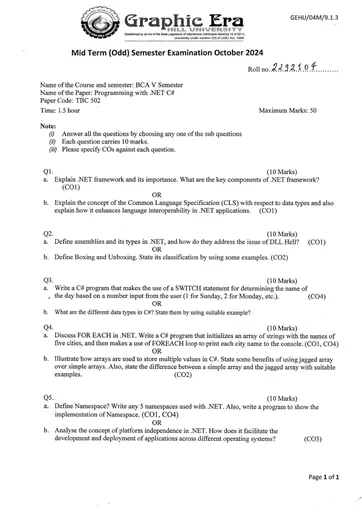 GEHU/04M/9.1.3
Graphic Era
HILL UNIVERSITY
Established by an Act of the State Legislature of Uttarakhand (Adhiniyam Sankhya 12 of 2011)
University under section 2(f) of UGC Act, 1956
Mid Term (Odd) Semester Examination October 2024
Roll no. 2292104
Name of the Course and semester: BCA V Semester
Name of the Paper: Programming with .NET C#
Paper Code: TBC 502
Time: 1.5 hour Maximum Marks: 50
Note:
(i) Answer all the questions by choosing any one of the sub questions
(ii) Each question carries 10 marks.
(iii) Please specify COs against each question.
Q1. (10 Marks)
a. Explain .NET framework and its importance. What are the key components of .NET framework?
(CO1)
OR
b. Explain the concept of the Common Language Specification (CLS) with respect to data types and also
explain how it enhances language interoperability in .NET applications. (CO1)
Q2. (10 Marks)
a. Define assemblies and its types in .NET, and how do they address the issue of DLL Hell? (CO1)
OR
b. Define Boxing and Unboxing. State its classification by using some examples. (CO2)
Q3. (10 Marks)
a. Write a C# program that makes the use of a SWITCH statement for determining the name of
the day based on a number input from the user (1 for Sunday, 2 for Monday, etc.). (CO4)
OR
b. What are the different data types in C#? State them by using suitable example?
Q4. (10 Marks)
a. Discuss FOR EACH in .NET. Write a C# program that initializes an array of strings with the names of
five cities, and then makes a use of FOREACH loop to print each city name to the console. (CO1, CO4)
OR
b. Illustrate how arrays are used to store multiple values in C#. State some benefits of using jagged array
over simple arrays. Also, state the difference between a simple array and the jagged array with suitable
examples. (CO2)
Q5. (10 Marks)
a. Define Namespace? Write any 5 namespaces used with .NET. Also, write a program to show the
implementation of Namespace. (CO1, CO4)
OR
b. Analyse the concept of platform independence in .NET. How does it facilitate the
development and deployment of applications across different operating systems? (CO3)
Page 1 of 1